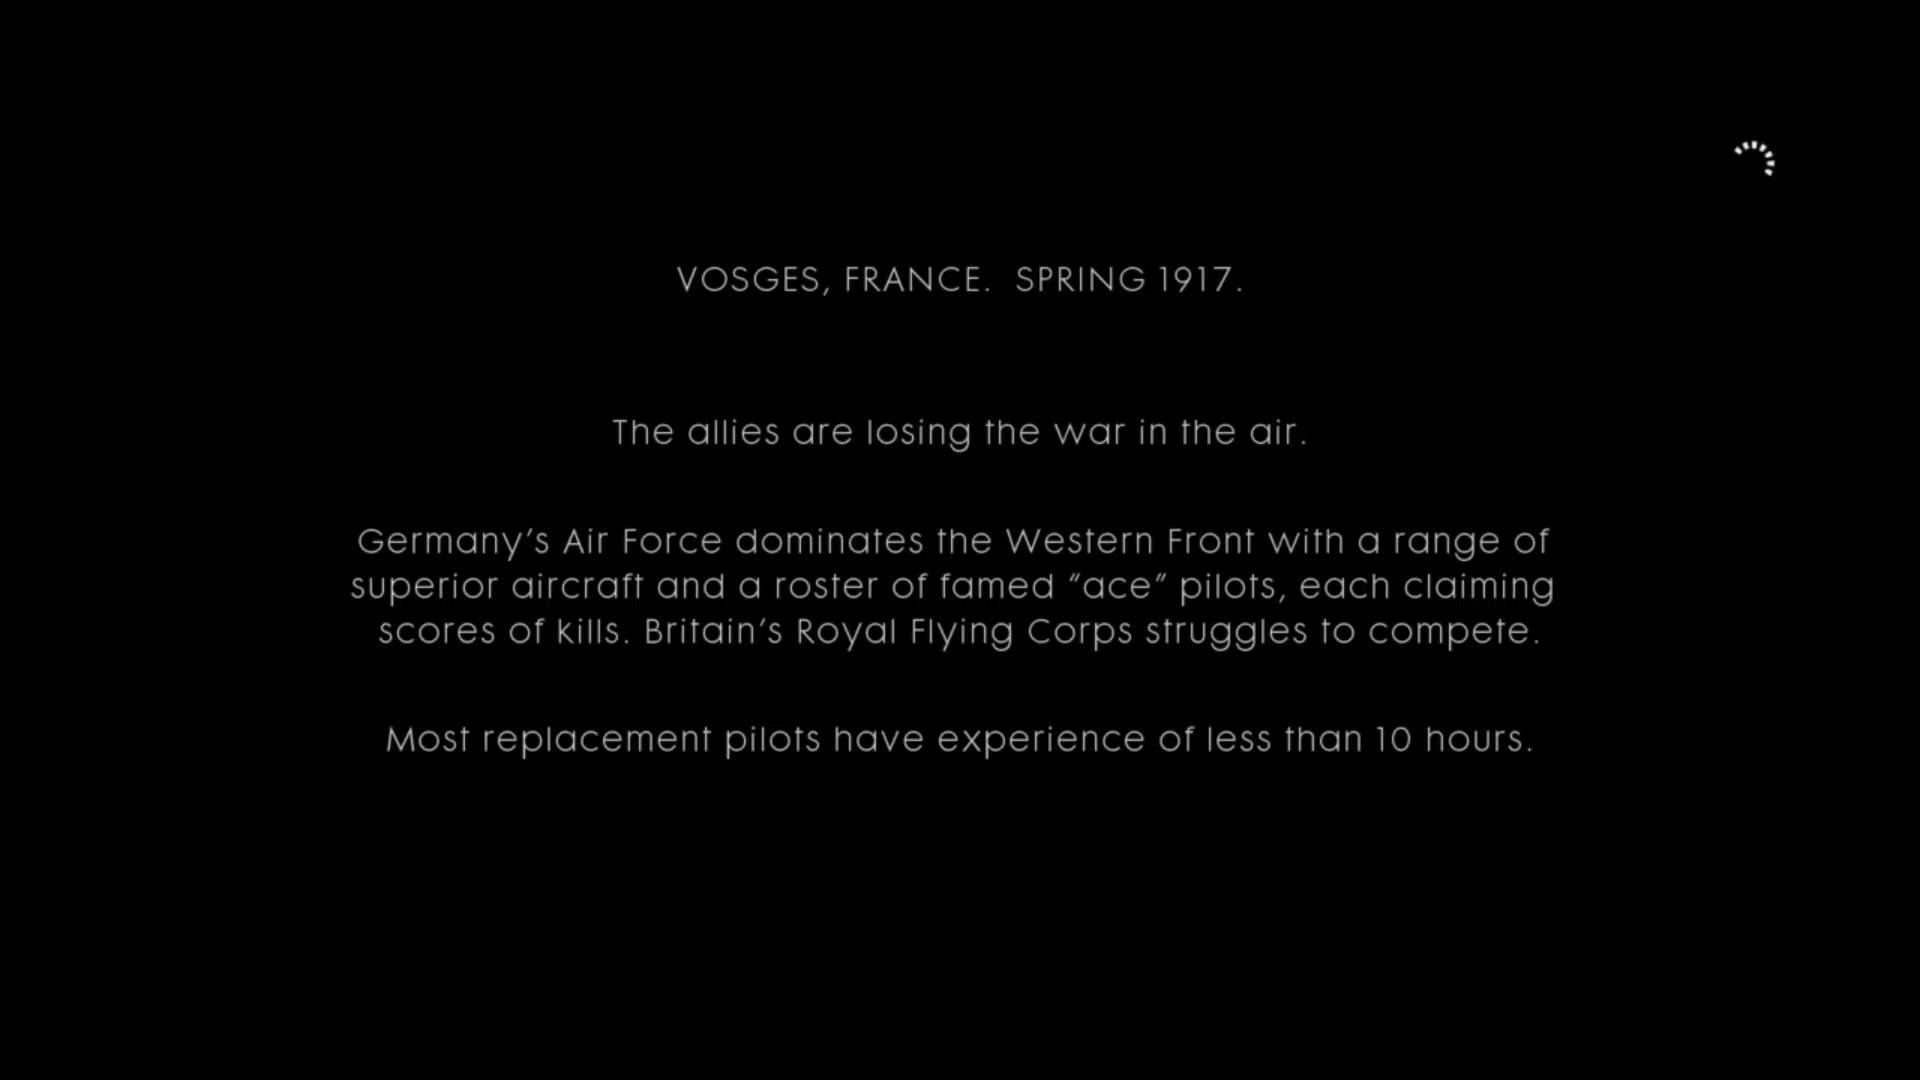 VOSGES, FRANCE.  SPRING 1917.
The allies are losing the war in the air.
Germany’s Air Force dominates the Western Front with a range of
superior aircraft and a roster of famed “ace” pilots, each claiming
scores of kills. Britain’s Royal Flying Corps struggles to compete.
Most replacement pilots have experience of less than 10 hours.